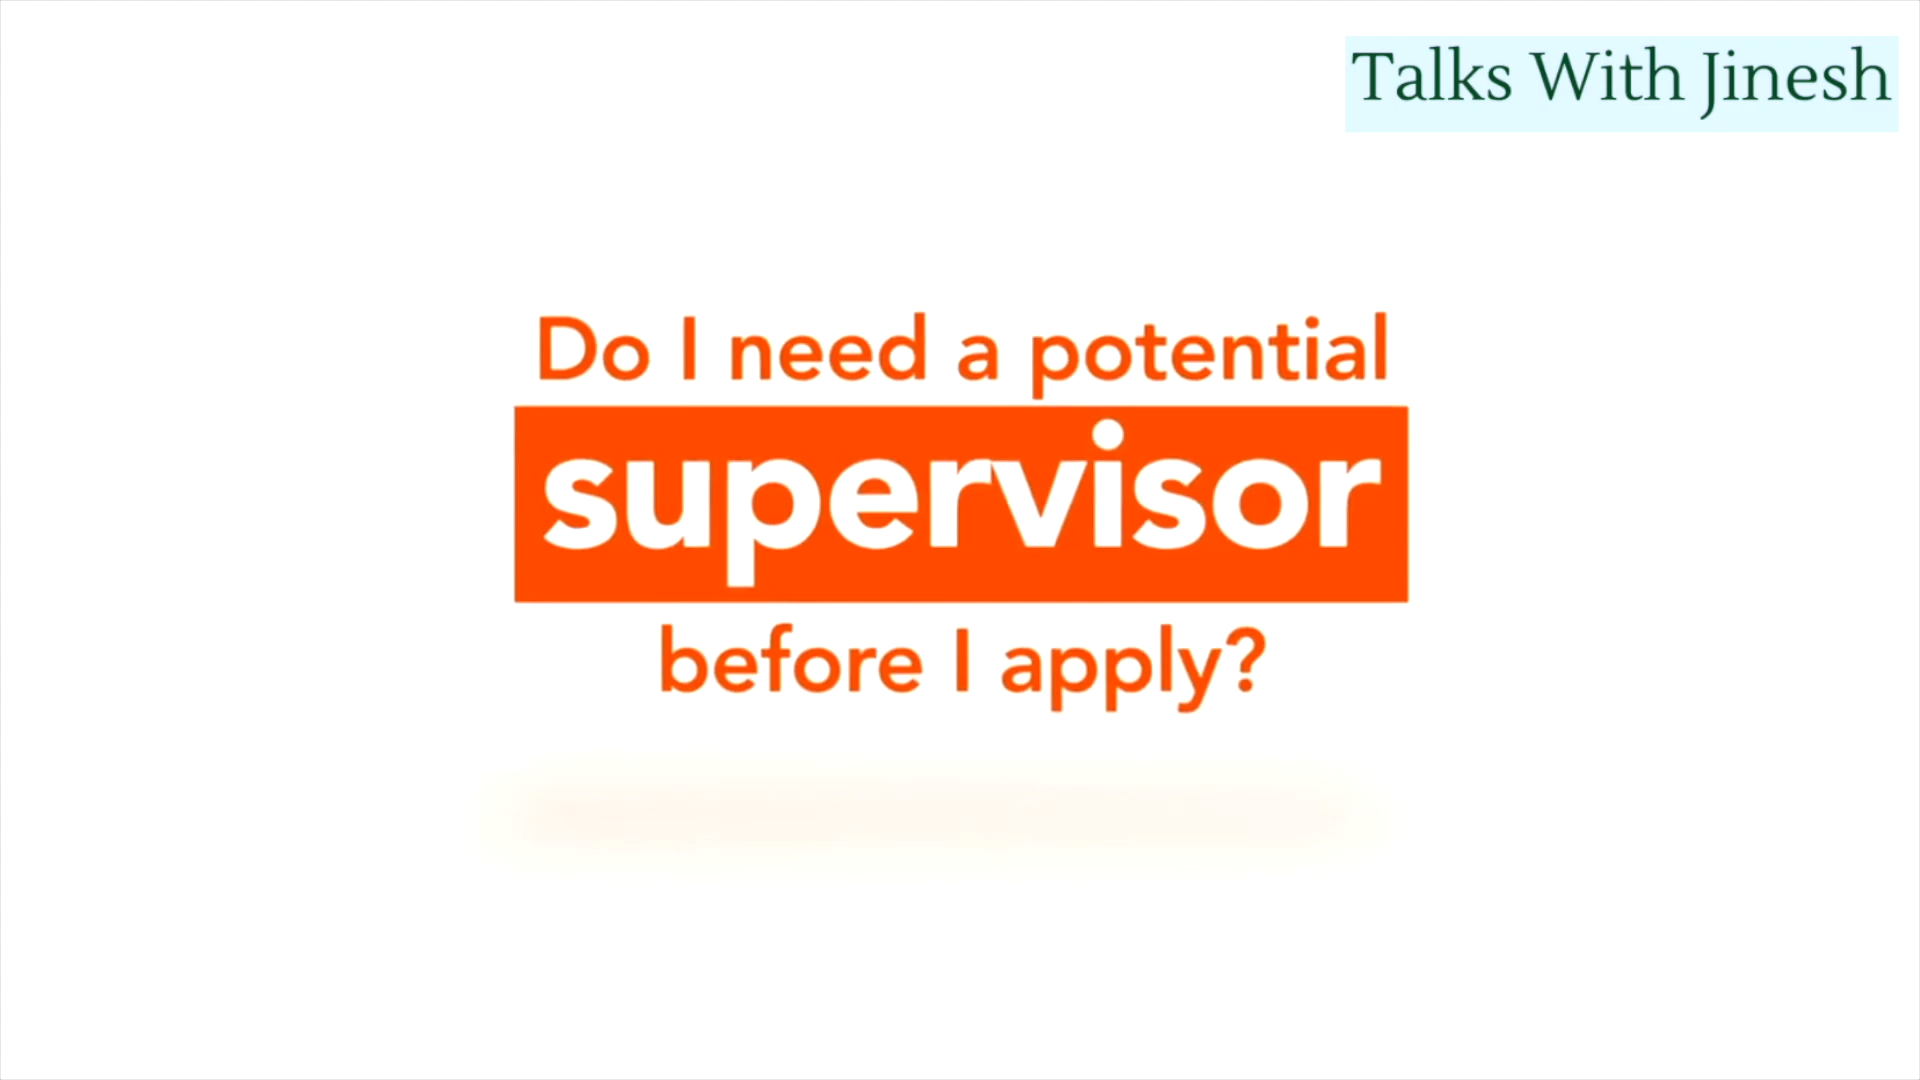 Talks With Jinesh
Do I need a potential
supervisor
before I apply?